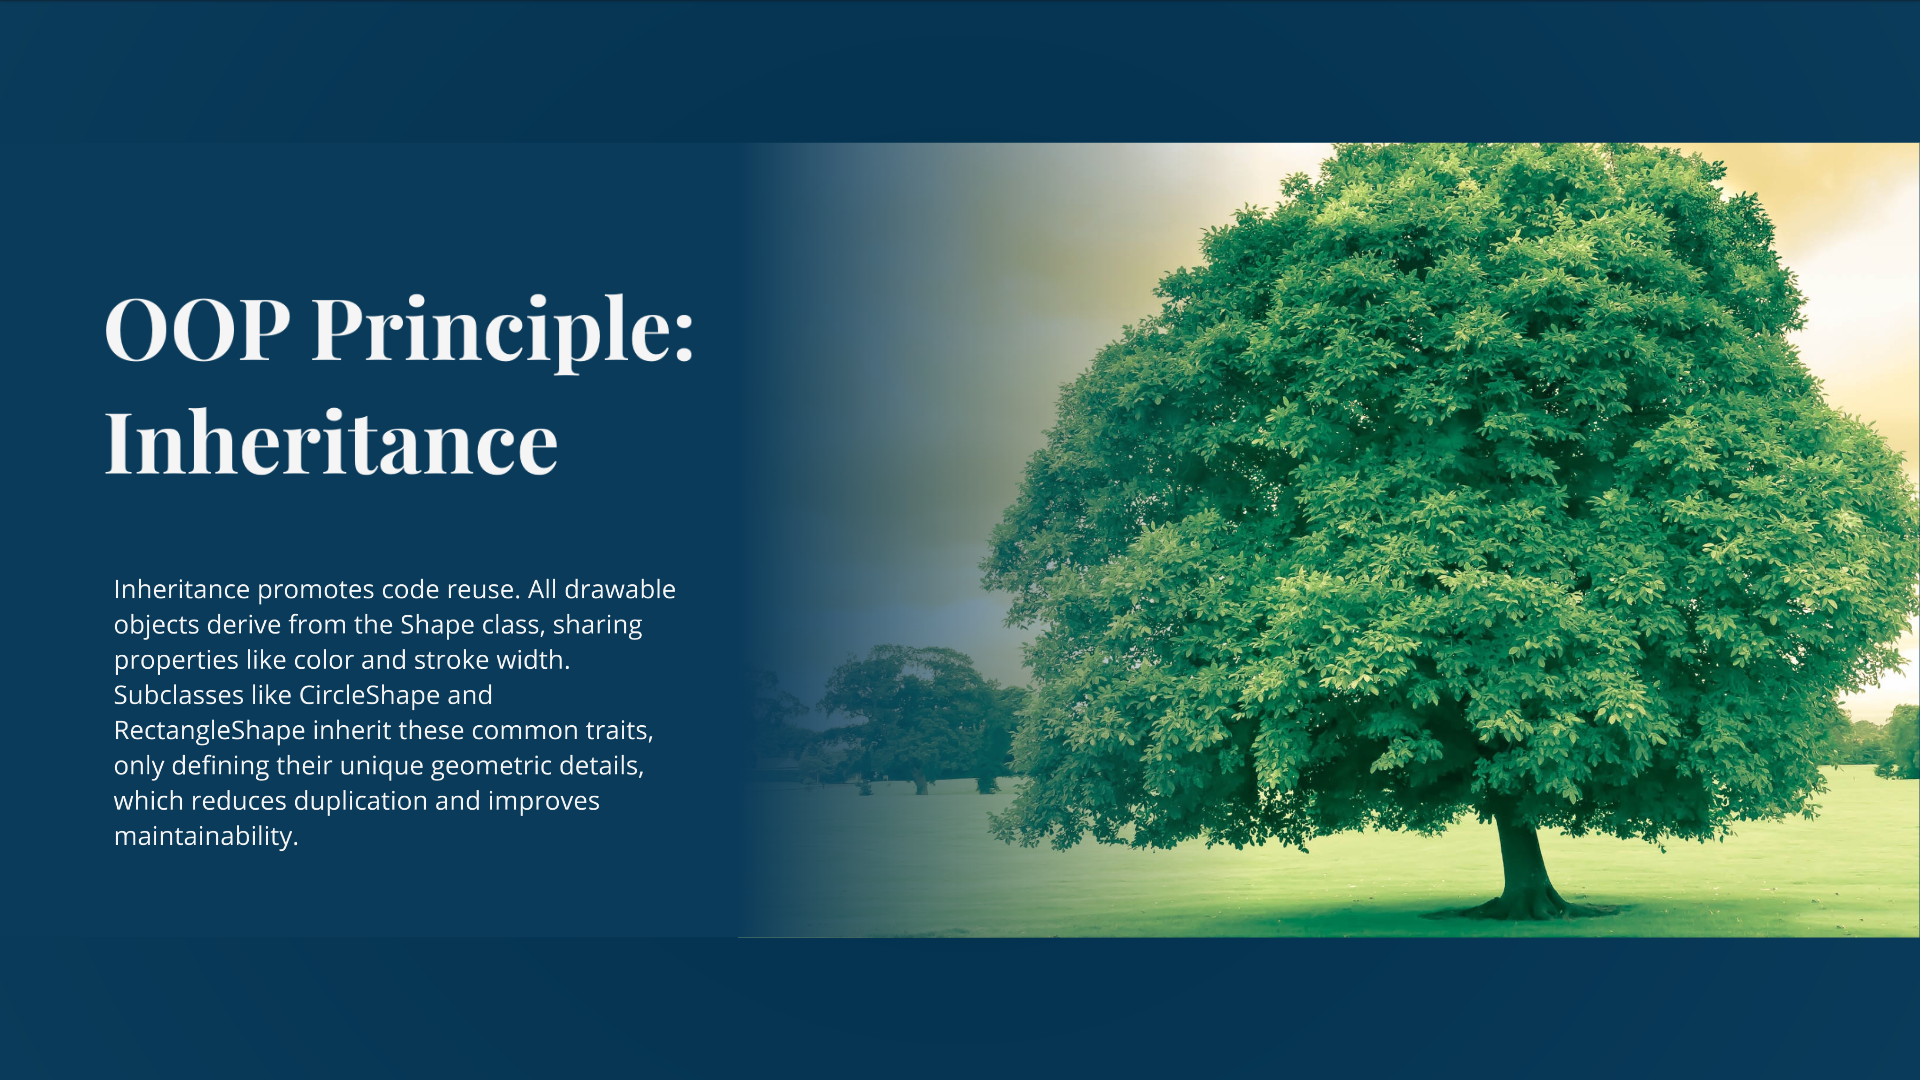 OOP Principle:
Inheritance
Inheritance promotes code reuse. All drawable
objects derive from the Shape class, sharing
properties like color and stroke width.
Subclasses like CircleShape and
RectangleShape inherit these common traits,
only defining their unique geometric details,
which reduces duplication and improves
maintainability.